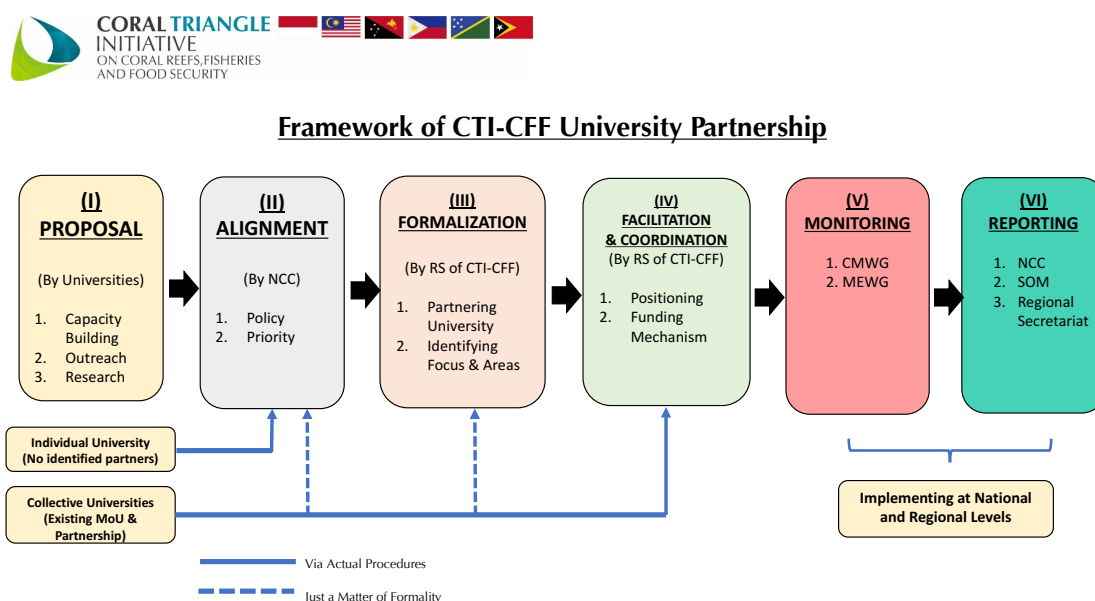 CORAL TRIANGLE
INITIATIVE
ON CORAL REEFS,FISHERIES
AND FOOD SECURITY
Framework of CTI-CFF University Partnership
(I)
PROPOSAL
(By Universities)
1. Capacity
Building
2. Outreach
3. Research
(II)
ALIGNMENT
(By NCC)
1. Policy
2. Priority
(III)
FORMALIZATION
(By RS of CTI-CFF)
1. Partnering
University
2. Identifying
Focus & Areas
(IV)
FACILITATION
& COORDINATION
(By RS of CTI-CFF)
1. Positioning
2. Funding
Mechanism
(V)
MONITORING
1. CMWG
2. MEWG
(VI)
REPORTING
1. NCC
2. SOM
3. Regional
Secretariat
Individual University
(No identified partners)
Collective Universities
(Existing MoU &
Partnership)
Implementing at National
and Regional Levels
Via Actual Procedures
Just a Matter of Formality